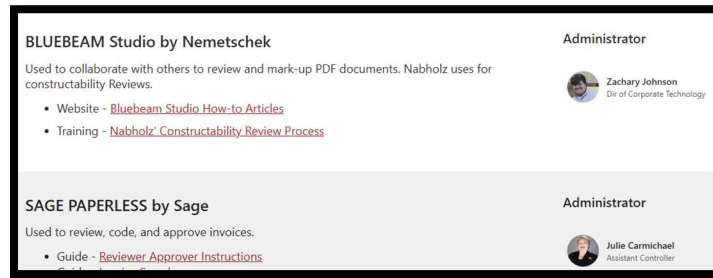 BLUEBEAM Studio by Nemetschek
Used to collaborate with others to review and mark-up PDF documents. Nabholz uses for
constructability Reviews.
• Website - Bluebeam Studio How-to Articles
• Training - Nabholz' Constructability Review Process
Administrator
Zachary Johnson
Dir of Corporate Technology
SAGE PAPERLESS by Sage
Used to review, code, and approve invoices.
• Guide - Reviewer Approver Instructions
Administrator
Julie Carmichael
Assistant Controller